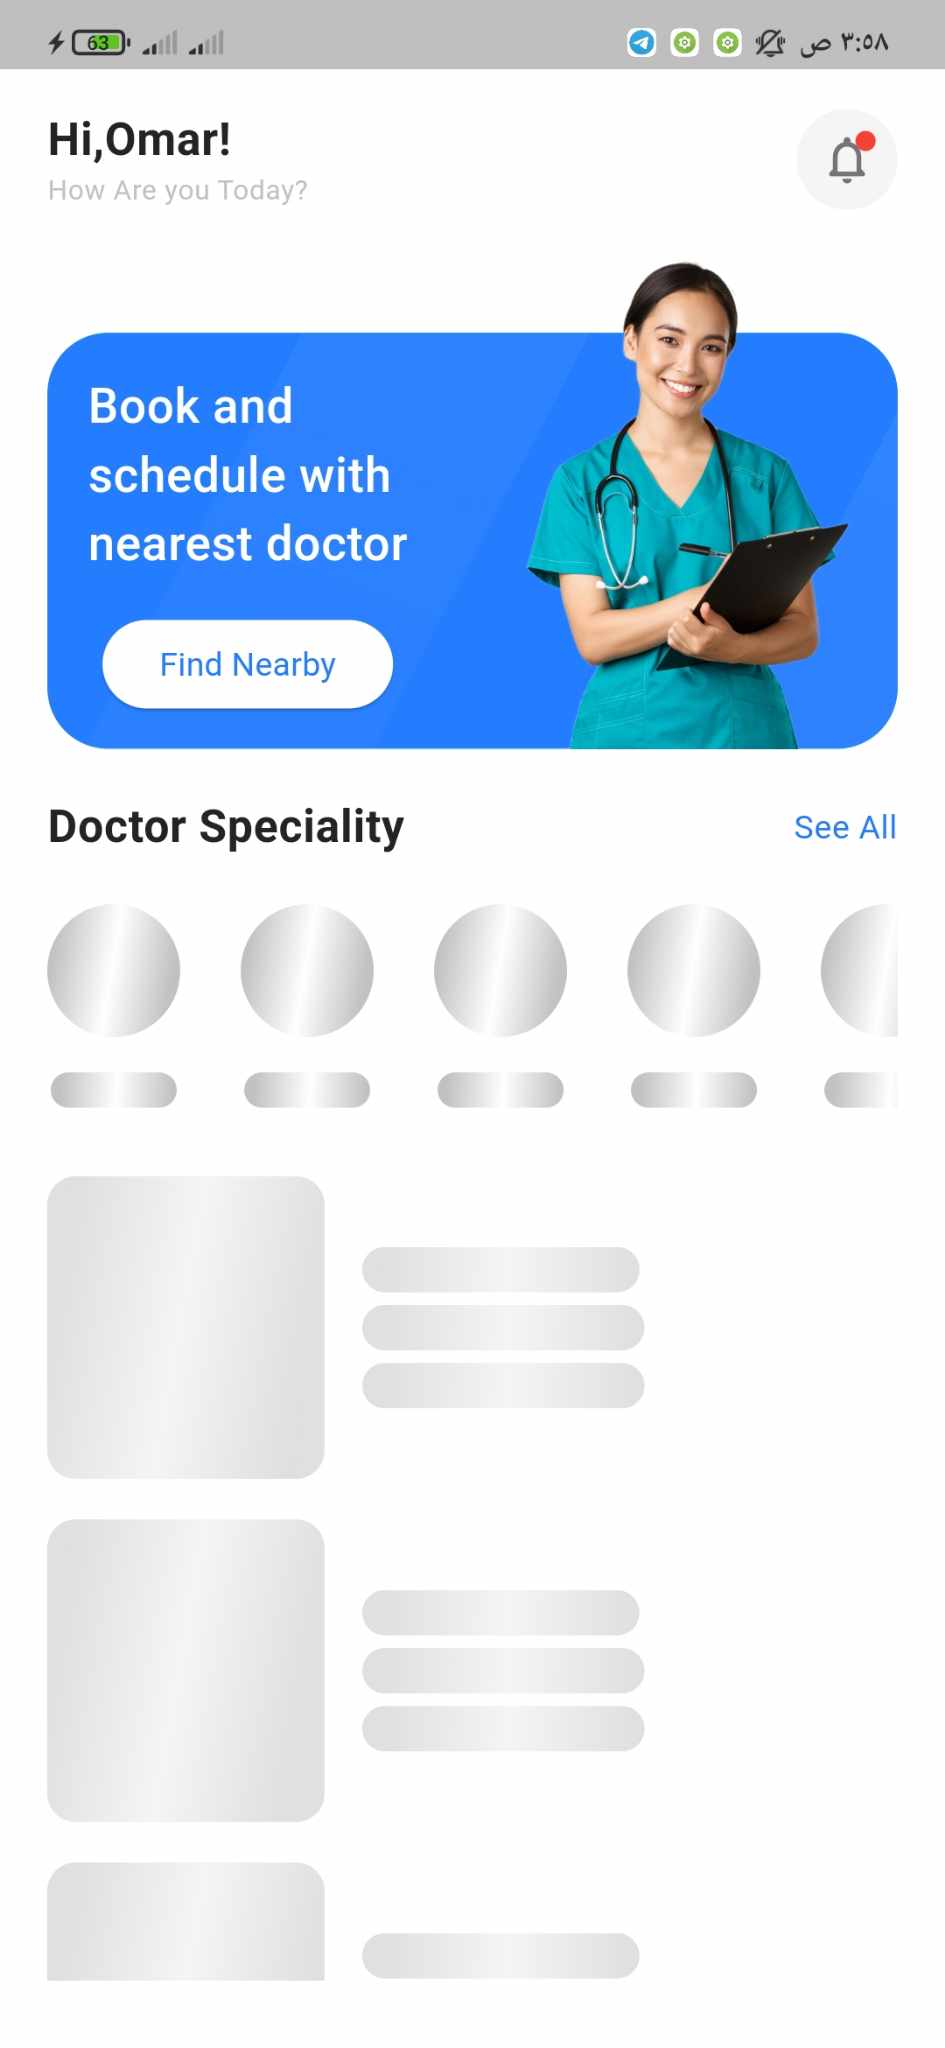 63
٣:٥٨ ص
Hi,Omar!
How Are you Today?
Book and
schedule with
nearest doctor
Find Nearby
Doctor Speciality
See All